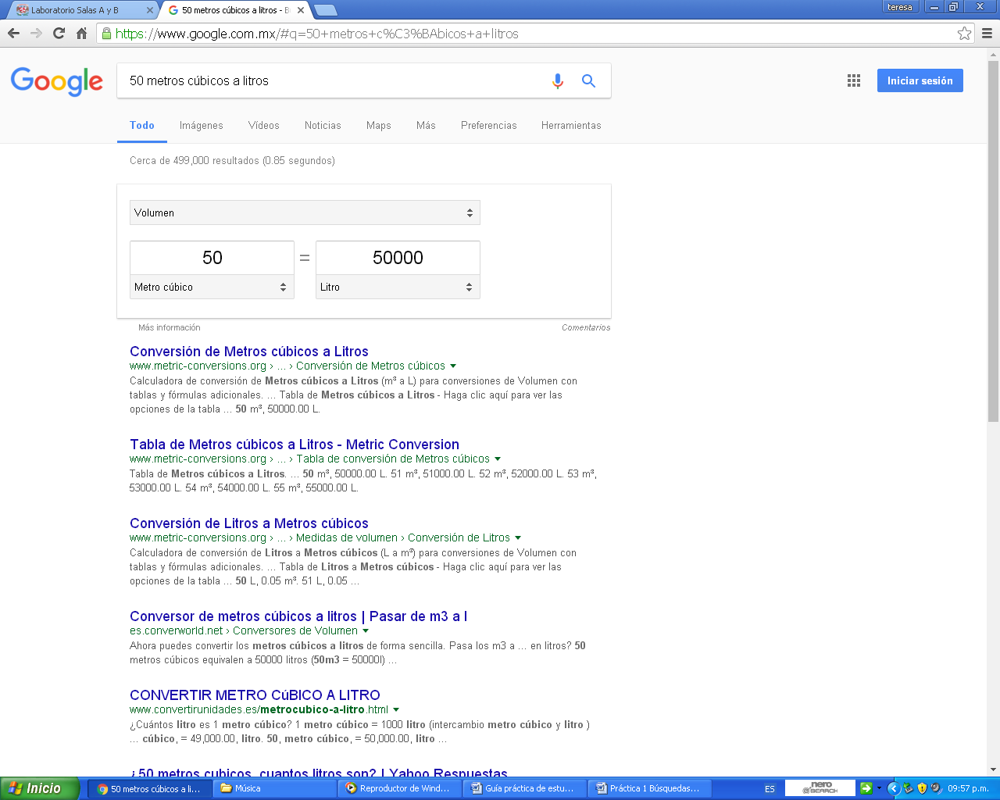 Laboratorio Salas A y B
50 metros cúbicos a litros - B
teresa
https://www.google.com.mx/#q=50+metros+c%C3%BAbicos+a+litros
Google
50 metros cúbicos a litros
Iniciar sesión
Todo Imágenes Vídeos Noticias Maps Más Preferencias Herramientas
Cerca de 499,000 resultados (0.85 segundos)
Volumen
50 = 50000
Metro cúbico Litro
Más información Comentarios
Conversión de Metros cúbicos a Litros
www.metric-conversions.org › ... › Conversión de Metros cúbicos
Calculadora de conversión de Metros cúbicos a Litros (m³ a L) para conversiones de Volumen con
tablas y fórmulas adicionales. ... Tabla de Metros cúbicos a Litros - Haga clic aquí para ver las
opciones de la tabla ... 50 m³, 50000.00 L.
Tabla de Metros cúbicos a Litros - Metric Conversion
www.metric-conversions.org › ... › Tabla de conversión de Metros cúbicos
Tabla de Metros cúbicos a Litros. ... 50 m³, 50000.00 L. 51 m³, 51000.00 L. 52 m³, 52000.00 L. 53 m³,
53000.00 L. 54 m³, 54000.00 L. 55 m³, 55000.00 L.
Conversión de Litros a Metros cúbicos
www.metric-conversions.org › ... › Medidas de volumen › Conversión de Litros
Calculadora de conversión de Litros a Metros cúbicos (L a m³) para conversiones de Volumen con
tablas y fórmulas adicionales. ... Tabla de Litros a Metros cúbicos - Haga clic aquí para ver las
opciones de la tabla ... 50 L, 0.05 m³. 51 L, 0.05 ...
Conversor de metros cúbicos a litros | Pasar de m3 a l
es.converworld.net › Conversores de Volumen
Ahora puedes convertir los metros cúbicos a litros de forma sencilla. Pasa los m3 a ... en litros? 50
metros cúbicos equivalen a 50000 litros (50m3 = 50000l) ...
CONVERTIR METRO CúBICO A LITRO
www.convertirunidades.es/metrocubico-a-litro.html
¿Cuántos litro es 1 metro cúbico? 1 metro cúbico = 1000 litro (intercambio metro cúbico y litro )
... cúbico, = 49,000.00, litro. 50, metro cúbico, = 50,000.00, litro ...
¿50 metros cubicos, cuantos litros son? | Yahoo Respuestas
Inicio
50 metros cúbicos a li...
Música
Reproductor de Wind...
Guía práctica de estu...
Práctica 1 Búsquedas...
ES
nero
SEARCH
09:57 p.m.